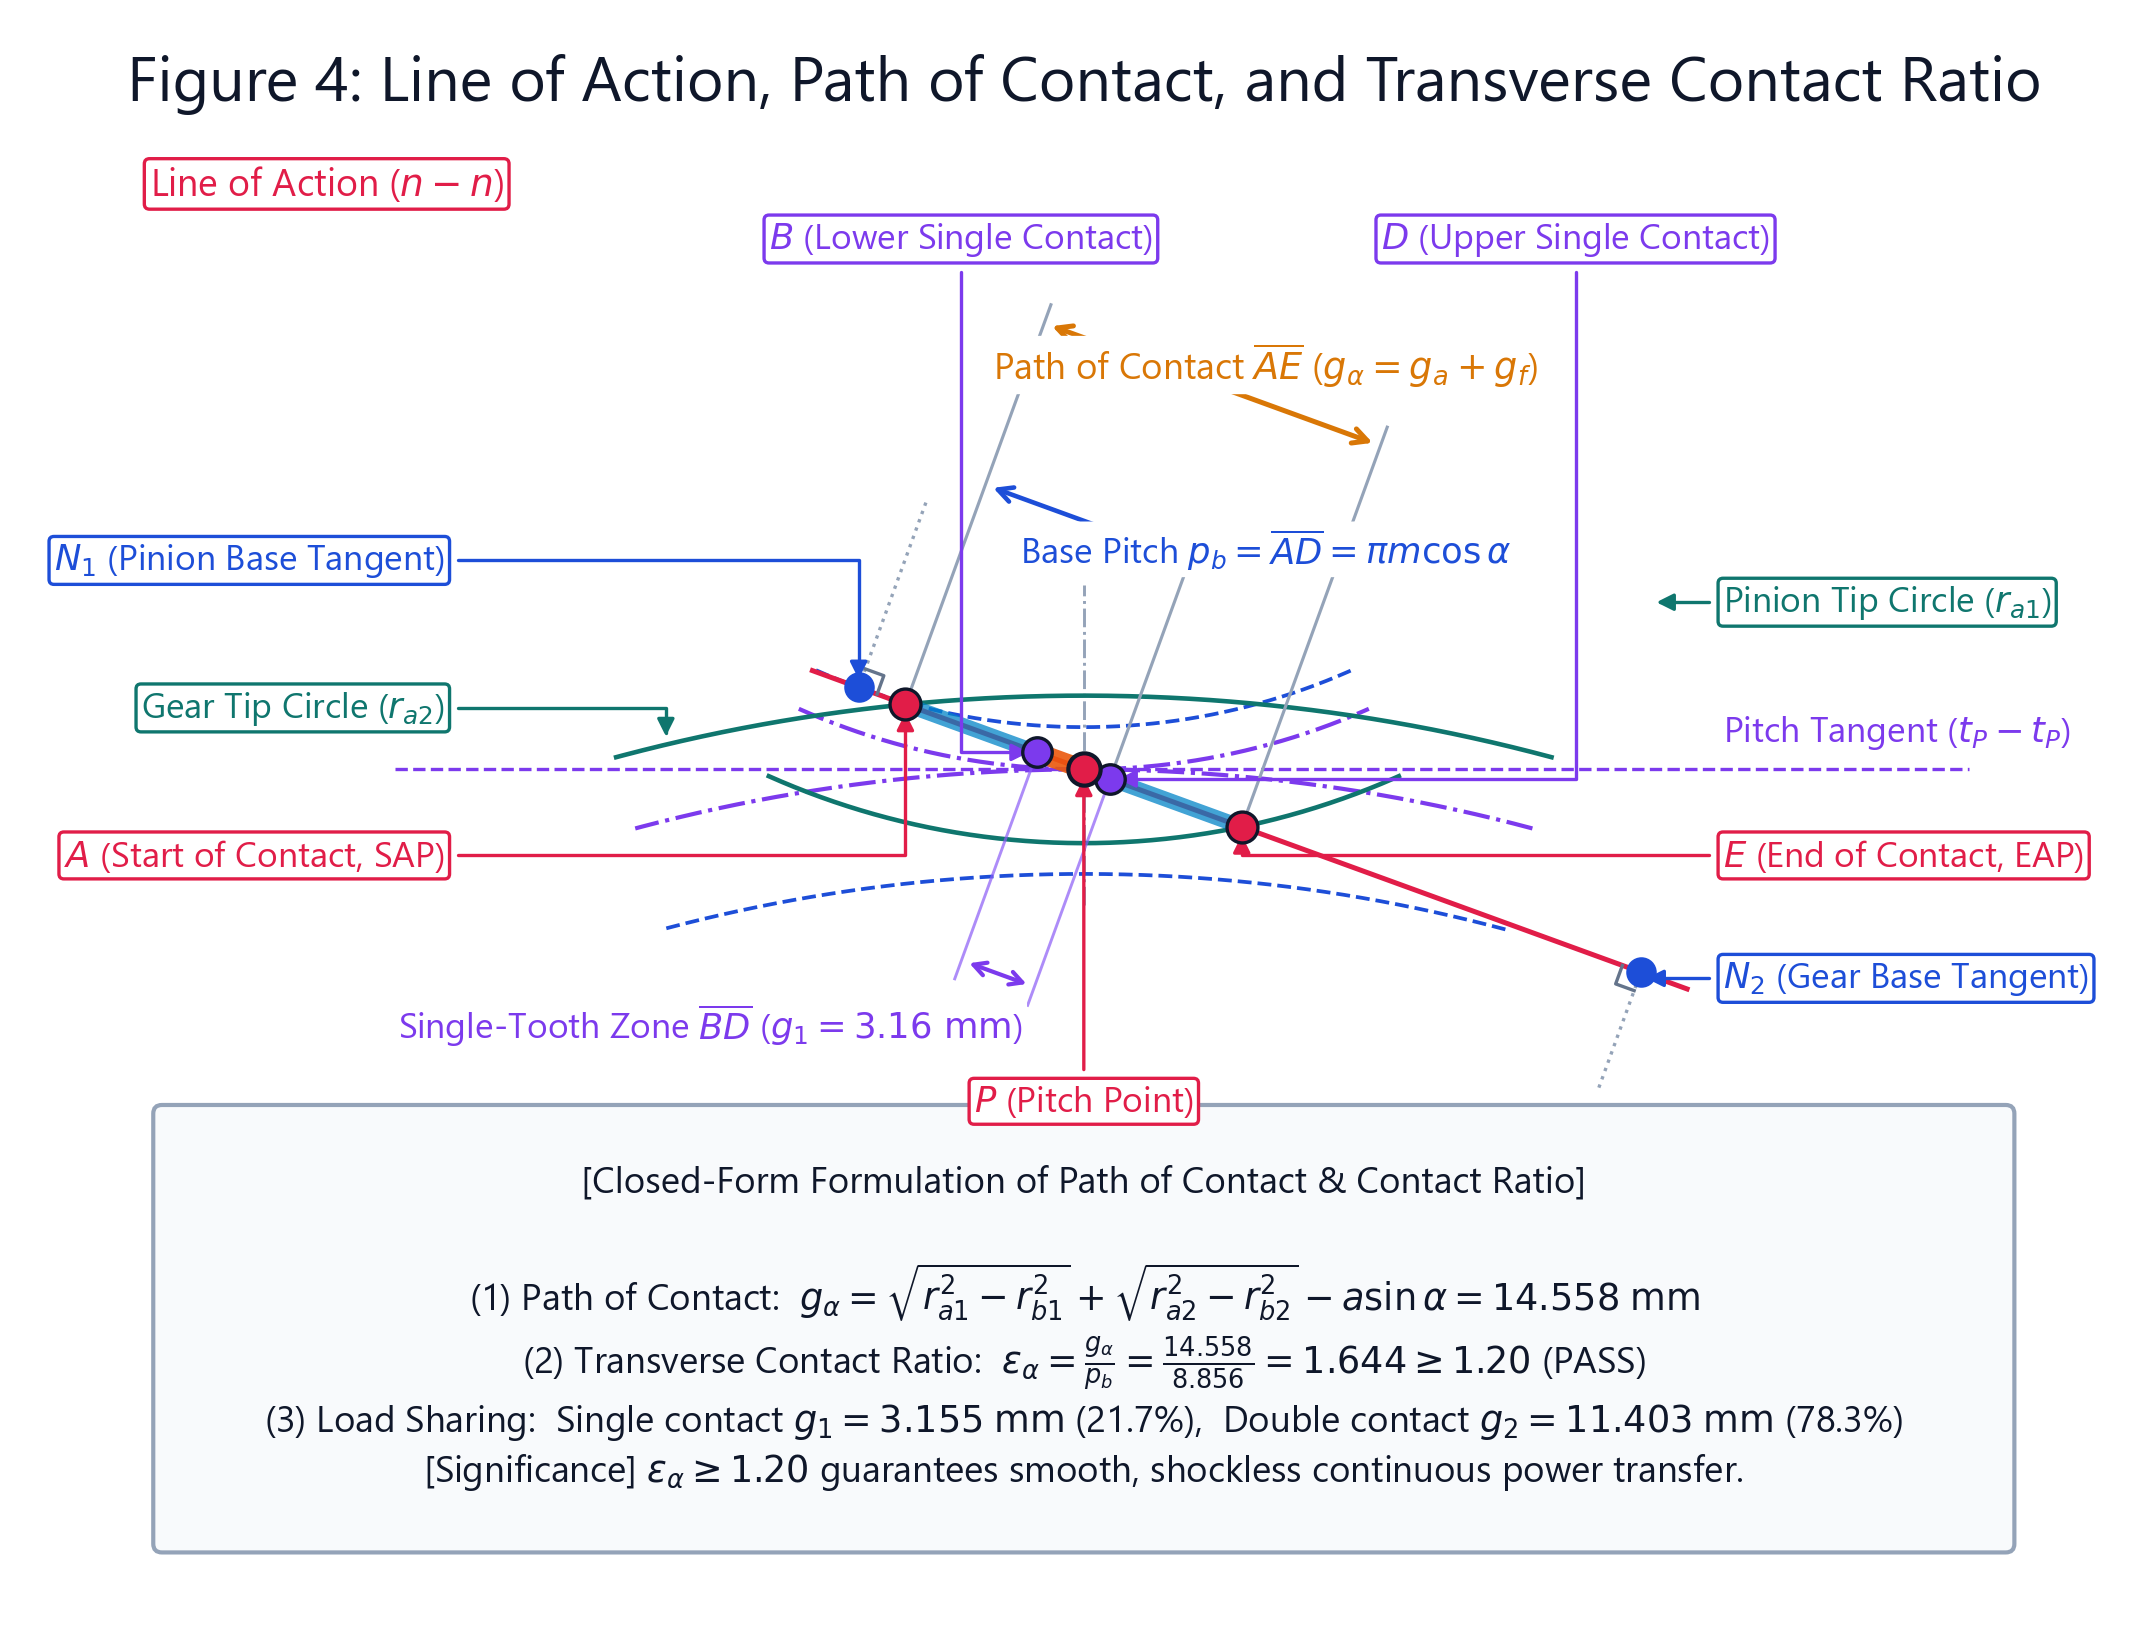 Figure 4: Line of Action, Path of Contact, and Transverse Contact Ratio
Line of Action (n − n)
B (Lower Single Contact)
D (Upper Single Contact)
Path of Contact A̅E̅ (gα = ga + gf)
N1 (Pinion Base Tangent)
Base Pitch pb = A̅D̅ = πm cos α
Pinion Tip Circle (ra1)
Gear Tip Circle (ra2)
Pitch Tangent (tP − tP)
A (Start of Contact, SAP)
E (End of Contact, EAP)
N2 (Gear Base Tangent)
Single-Tooth Zone B̅D̅ (g1 = 3.16 mm)
P (Pitch Point)
[Closed-Form Formulation of Path of Contact & Contact Ratio]
(1) Path of Contact: gα = √(ra1² − rb1²) + √(ra2² − rb2²) − a sin α = 14.558 mm
(2) Transverse Contact Ratio: εα = gα/pb = 14.558/8.856 = 1.644 ≥ 1.20 (PASS)
(3) Load Sharing: Single contact g1 = 3.155 mm (21.7%), Double contact g2 = 11.403 mm (78.3%)
[Significance] εα ≥ 1.20 guarantees smooth, shockless continuous power transfer.